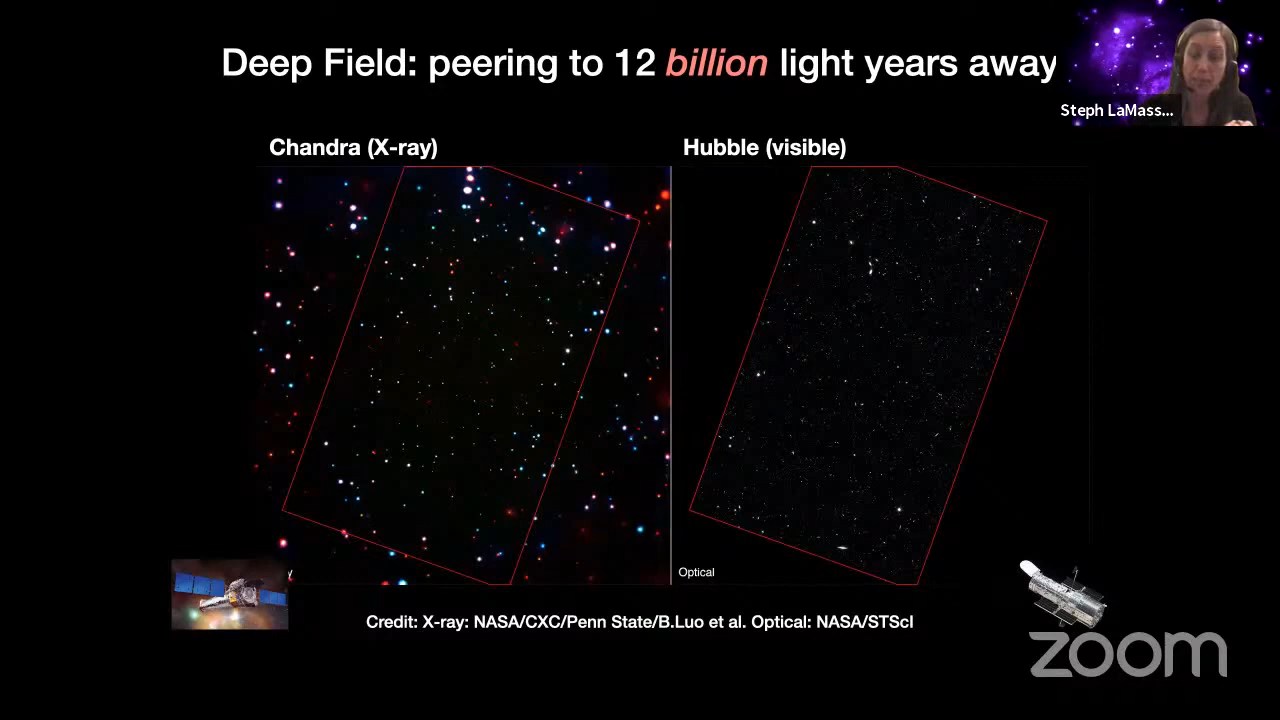 Deep Field: peering to 12 billion light years away
Steph LaMass...
Chandra (X-ray)
Hubble (visible)
Optical
Credit: X-ray: NASA/CXC/Penn State/B.Luo et al. Optical: NASA/STScI
zoom